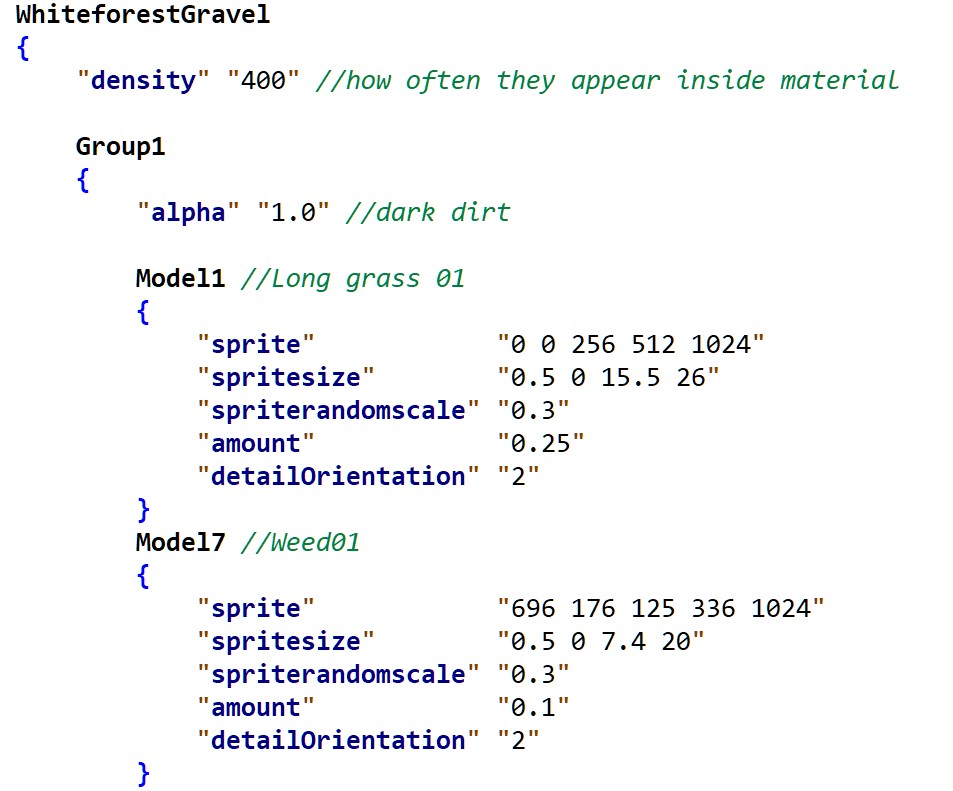 WhiteforestGravel
{
"density" "400" //how often they appear inside material
Group1
{
"alpha" "1.0" //dark dirt
Model1 //Long grass 01
{
"sprite" "0 0 256 512 1024"
"spritesize" "0.5 0 15.5 26"
"spriterandomscale" "0.3"
"amount" "0.25"
"detailOrientation" "2"
}
Model7 //Weed01
{
"sprite" "696 176 125 336 1024"
"spritesize" "0.5 0 7.4 20"
"spriterandomscale" "0.3"
"amount" "0.1"
"detailOrientation" "2"
}